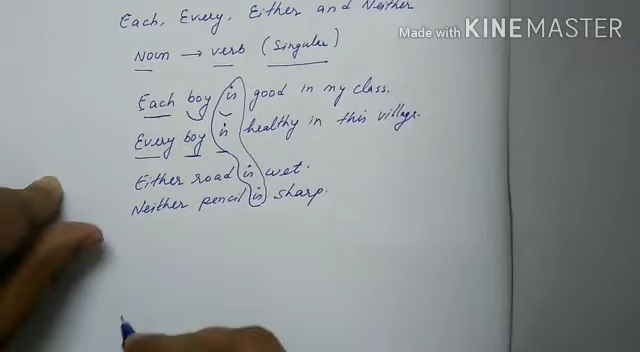 Each, Every, Either and Neither
Made with KINEMASTER
Noun → verb (Singular)
Each boy is good in my class.
Every boy is healthy in this village.
Either road is wet.
Neither pencil is sharp.